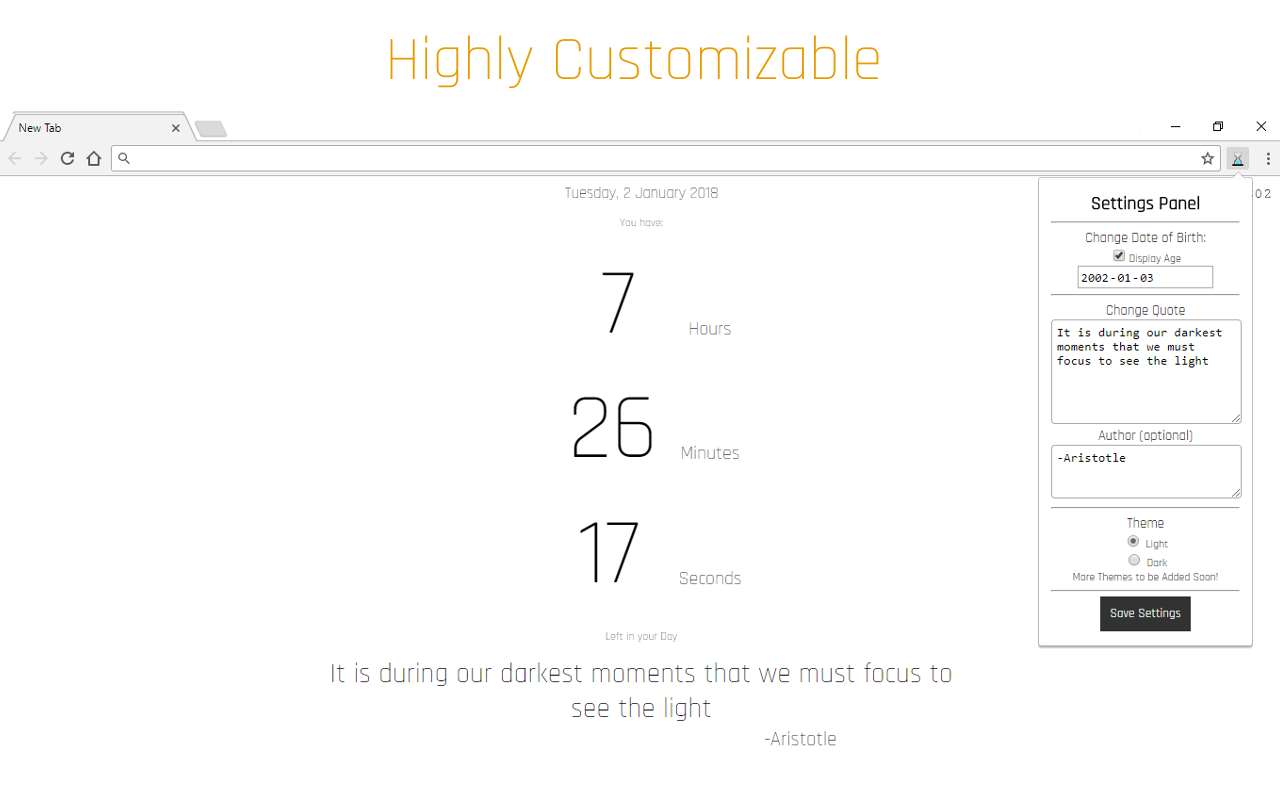 Highly Customizable
New Tab
Tuesday, 2 January 2018
You have:
7 Hours
26 Minutes
17 Seconds
Left in your Day
It is during our darkest moments that we must focus to
see the light
-Aristotle
02
Settings Panel
Change Date of Birth:
Display Age
2002-01-03
Change Quote
It is during our darkest
moments that we must
focus to see the light
Author (optional)
-Aristotle
Theme
Light
Dark
More Themes to be Added Soon!
Save Settings